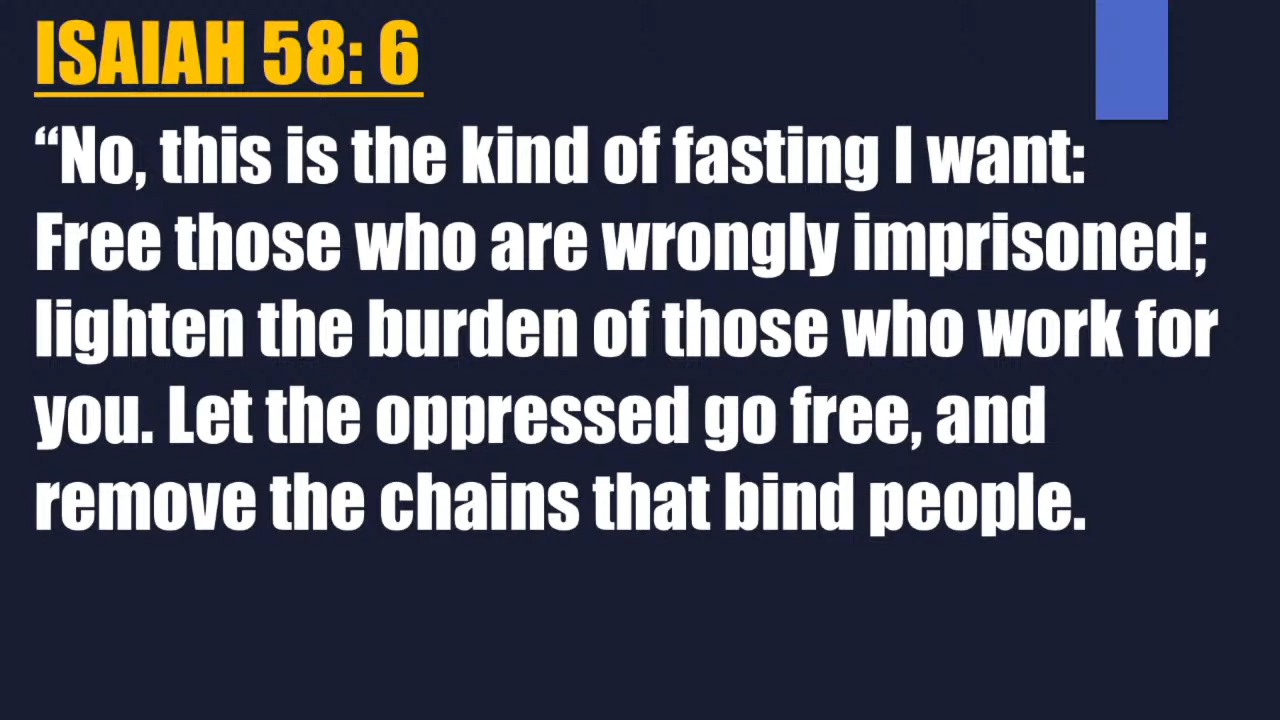 ISAIAH 58: 6
“No, this is the kind of fasting I want:
Free those who are wrongly imprisoned;
lighten the burden of those who work for
you. Let the oppressed go free, and
remove the chains that bind people.